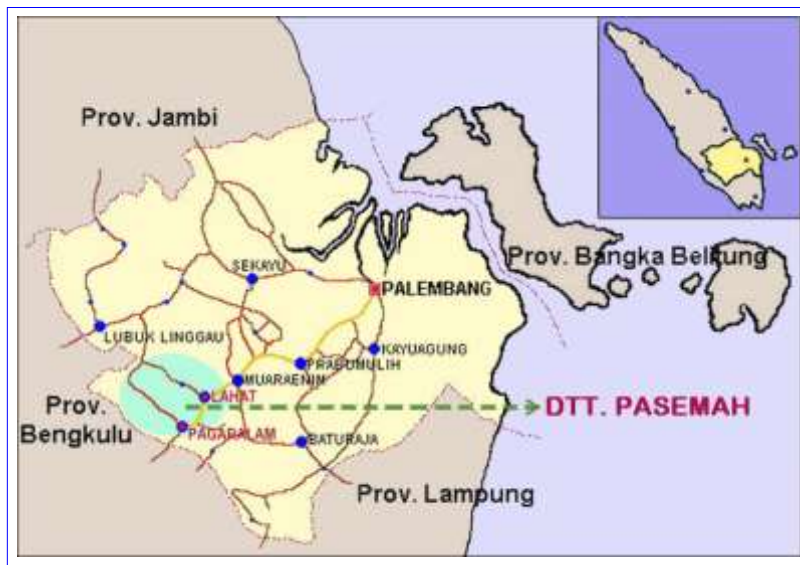 Prov. Jambi
SEKAYU
Prov. Bangka Belitung
PALEMBANG
LUBUK LINGGAU
KAYUAGUNG
PRABUMULIH
MUARAENIN
LAHAT
Prov.
Bengkulu
DTT. PASEMAH
PAGARALAM
BATURAJA
Prov. Lampung